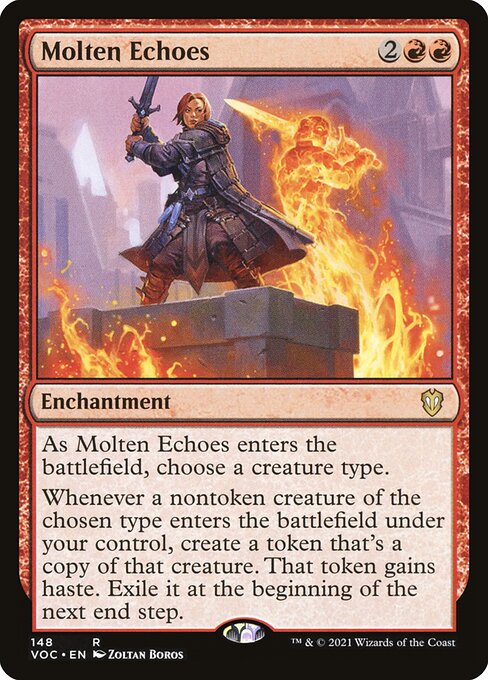 Molten Echoes 2
Enchantment
As Molten Echoes enters the
battlefield, choose a creature type.
Whenever a nontoken creature of the
chosen type enters the battlefield under
your control, create a token that's a
copy of that creature. That token gains
haste. Exile it at the beginning of the
next end step.
148 R
VOC • EN Zoltan Boros
™ & © 2021 Wizards of the Coast